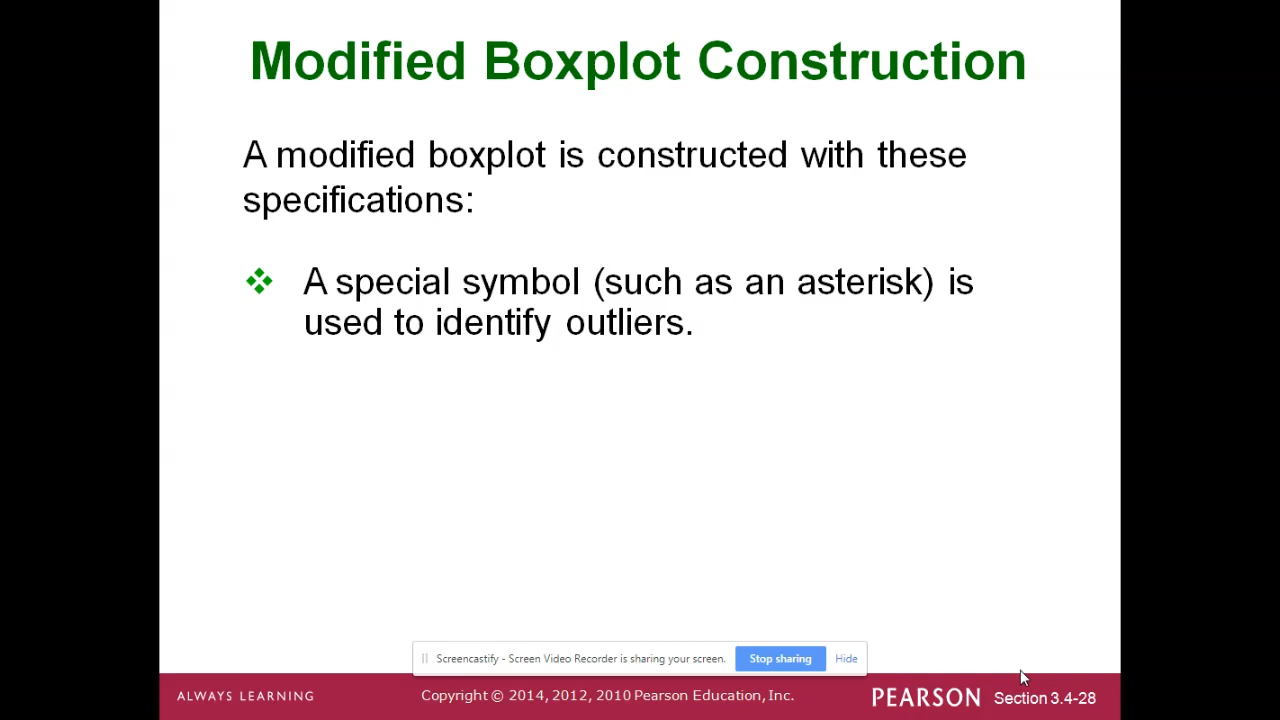 Modified Boxplot Construction
A modified boxplot is constructed with these
specifications:
A special symbol (such as an asterisk) is
used to identify outliers.
Screencastify - Screen Video Recorder is sharing your screen. Stop sharing Hide
ALWAYS LEARNING Copyright © 2014, 2012, 2010 Pearson Education, Inc. PEARSON Section 3.4-28